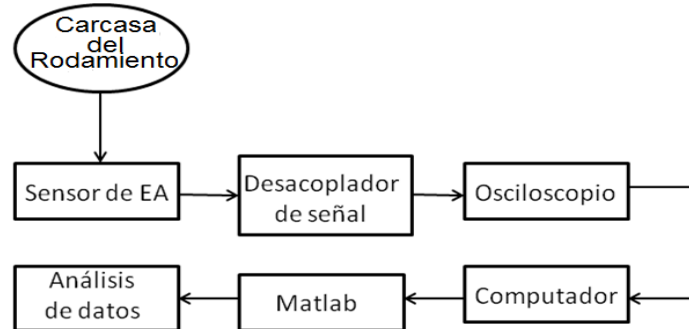 Carcasa
del
Rodamiento
Sensor de EA
Desacoplador
de señal
Osciloscopio
Análisis
de datos
Matlab
Computador